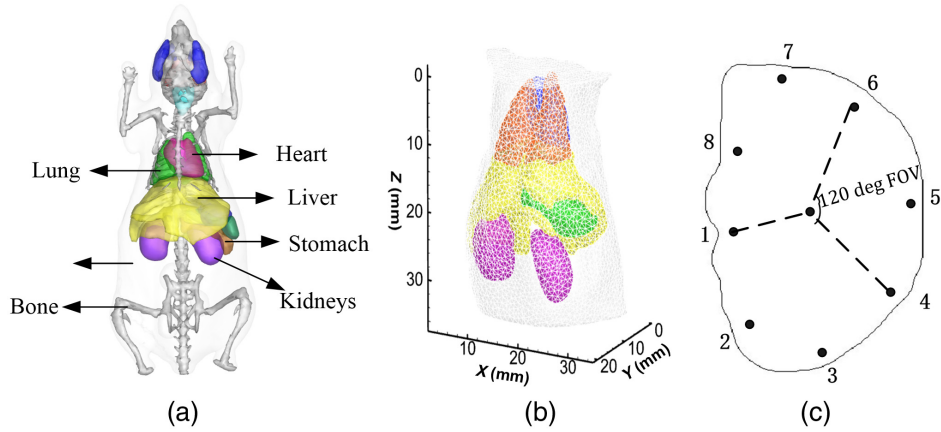 Lung
Heart
Liver
Stomach
Kidneys
Bone
(a)
0
10
20
30
Z (mm)
10
20
30
X (mm)
0
10
20
Y (mm)
(b)
7
6
8
120 deg FOV
5
1
4
2
3
(c)